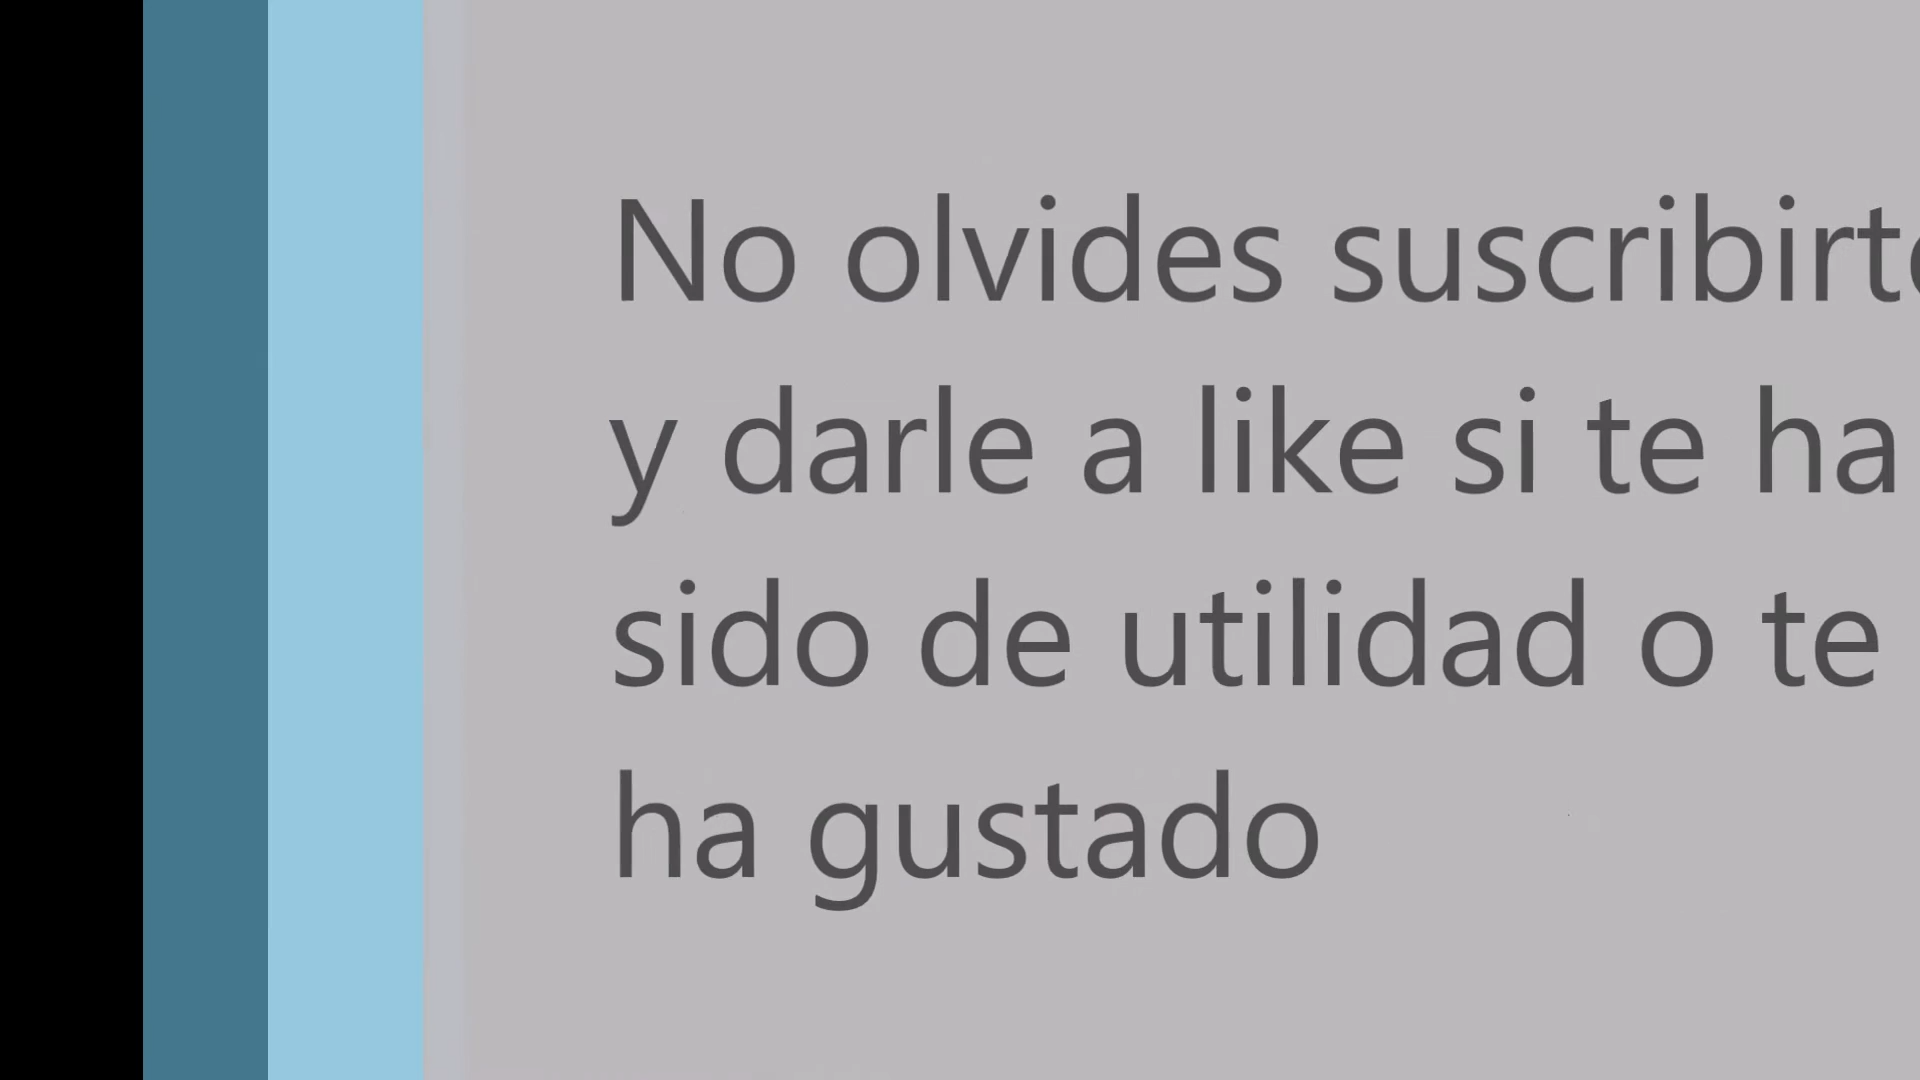 No olvides suscribirte
y darle a like si te ha
sido de utilidad o te
ha gustado